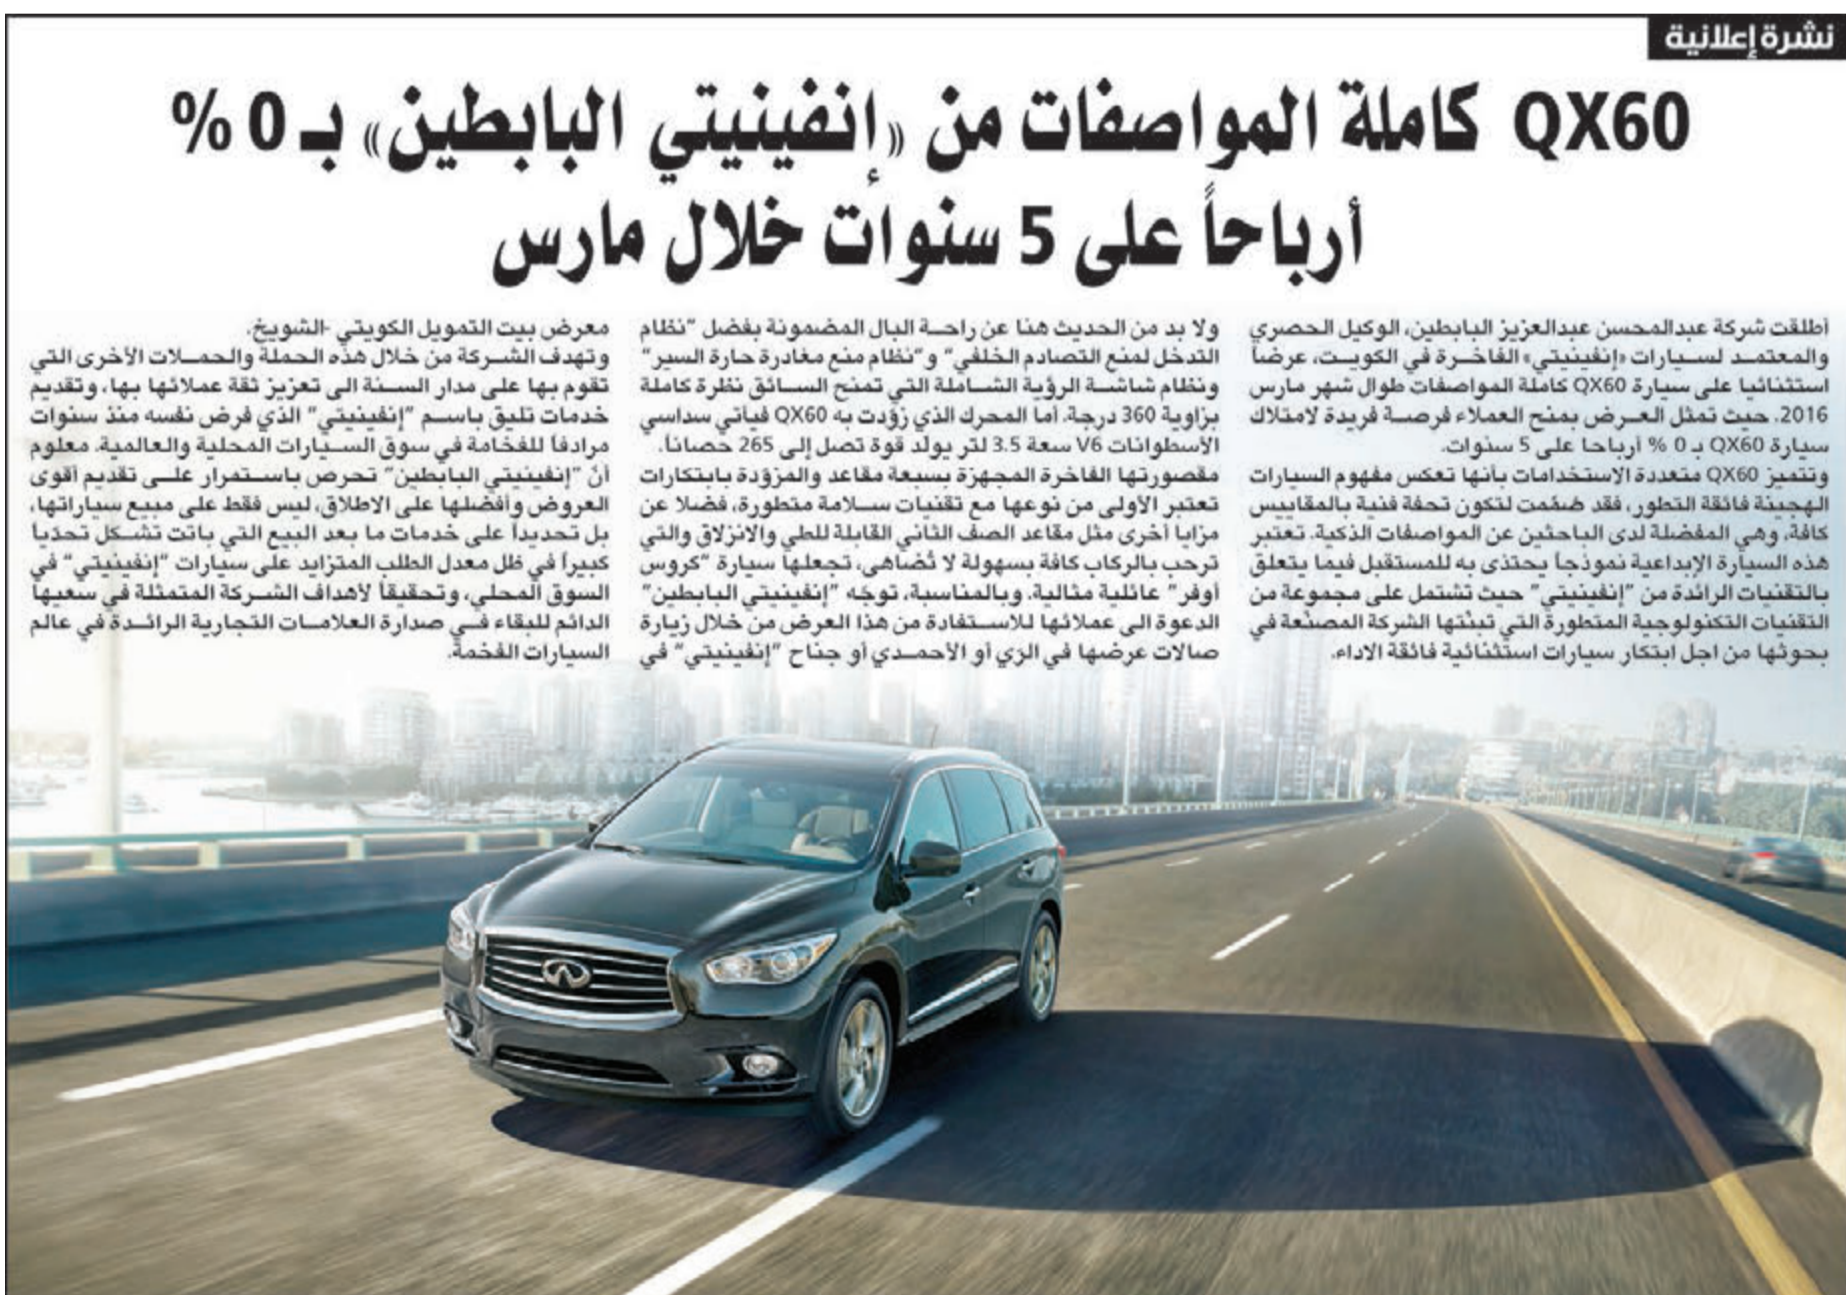 نشرة إعلانية
QX60 كاملة المواصفات من «إنفينيتي البابطين» بـ 0 %
أرباحاً على 5 سنوات خلال مارس
أطلقت شركة عبدالمحسن عبدالعزيز البابطين، الوكيل الحصري
والمعتمد لسيارات «إنفينيتي» الفاخرة في الكويت، عرضاً
استثنائيا على سيارة QX60 كاملة المواصفات طوال شهر مارس
2016. حيث تمثل العرض بمنح العملاء فرصة فريدة لامتلاك
سيارة QX60 بـ 0 % أرباحا على 5 سنوات.
وتتميز QX60 متعددة الاستخدامات بأنها تعكس مفهوم السيارات
الهجينة فائقة التطور، فقد صُمّمت لتكون تحفة فنية بالمقاييس
كافة، وهي المفضلة لدى الباحثين عن المواصفات الذكية. تعتبر
هذه السيارة الإبداعية نموذجاً يحتذى به للمستقبل فيما يتعلق
بالتقنيات الرائدة من "إنفينيتي" حيث تشتمل على مجموعة من
التقنيات التكنولوجية المتطورة التي تبنّتها الشركة المصنّعة في
بحوثها من اجل ابتكار سيارات استثنائية فائقة الاداء.
ولا بد من الحديث هنا عن راحة البال المضمونة بفضل "نظام
التدخل لمنع التصادم الخلفي" و"نظام منع مغادرة حارة السير"
ونظام شاشة الرؤية الشاملة التي تمنح السائق نظرة كاملة
بزاوية 360 درجة. أما المحرك الذي زوّدت به QX60 فيأتي سداسي
الأسطوانات V6 سعة 3.5 لتر يولد قوة تصل إلى 265 حصاناً.
مقصورتها الفاخرة المجهزة بسبعة مقاعد والمزوّدة بابتكارات
تعتبر الأولى من نوعها مع تقنيات سلامة متطورة، فضلا عن
مزايا أخرى مثل مقاعد الصف الثاني القابلة للطي والانزلاق والتي
ترحب بالركاب كافة بسهولة لا تُضاهى، تجعلها سيارة "كروس
أوفر" عائلية مثالية. وبالمناسبة، توجّه "إنفينيتي البابطين"
الدعوة الى عملائها للاستفادة من هذا العرض من خلال زيارة
صالات عرضها في الري أو الأحمدي أو جناح "إنفينيتي" في
معرض بيت التمويل الكويتي -الشويخ.
وتهدف الشركة من خلال هذه الحملة والحملات الأخرى التي
تقوم بها على مدار السنة الى تعزيز ثقة عملائها بها، وتقديم
خدمات تليق باسم "إنفينيتي" الذي فرض نفسه منذ سنوات
مرادفاً للفخامة في سوق السيارات المحلية والعالمية. معلوم
أنّ "إنفينيتي البابطين" تحرص باستمرار على تقديم أقوى
العروض وأفضلها على الاطلاق، ليس فقط على مبيع سياراتها،
بل تحديداً على خدمات ما بعد البيع التي باتت تشكل تحدّيا
كبيراً في ظل معدل الطلب المتزايد على سيارات "إنفينيتي" في
السوق المحلي، وتحقيقاً لأهداف الشركة المتمثلة في سعيها
الدائم للبقاء في صدارة العلامات التجارية الرائدة في عالم
السيارات الفخمة.